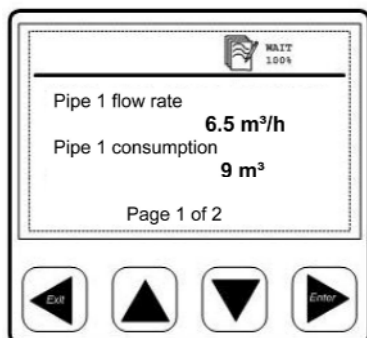 WAIT
100%
Pipe 1 flow rate
6.5 m³/h
Pipe 1 consumption
9 m³
Page 1 of 2
Exit
Enter